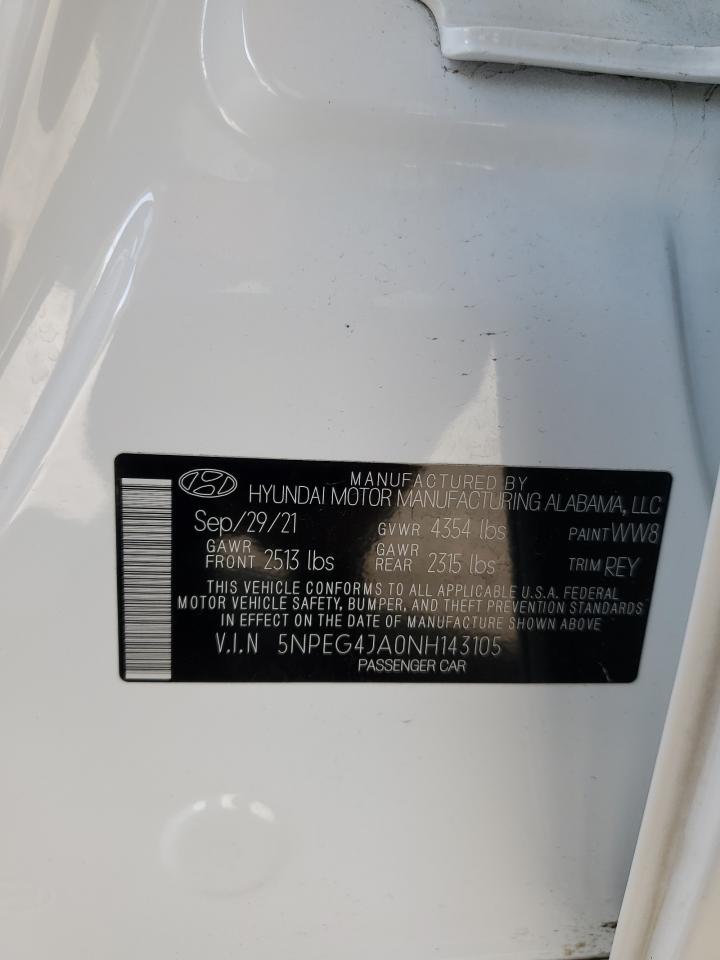 MANUFACTURED BY
HYUNDAI MOTOR MANUFACTURING ALABAMA, LLC
Sep/29/21 GVWR 4354 lbs PAINT WW8
GAWR FRONT 2513 lbs GAWR REAR 2315 lbs TRIM REY
THIS VEHICLE CONFORMS TO ALL APPLICABLE U.S.A. FEDERAL
MOTOR VEHICLE SAFETY, BUMPER, AND THEFT PREVENTION STANDARDS
IN EFFECT ON THE DATE OF MANUFACTURE SHOWN ABOVE
V.I.N 5NPEG4JA0NH143105
PASSENGER CAR